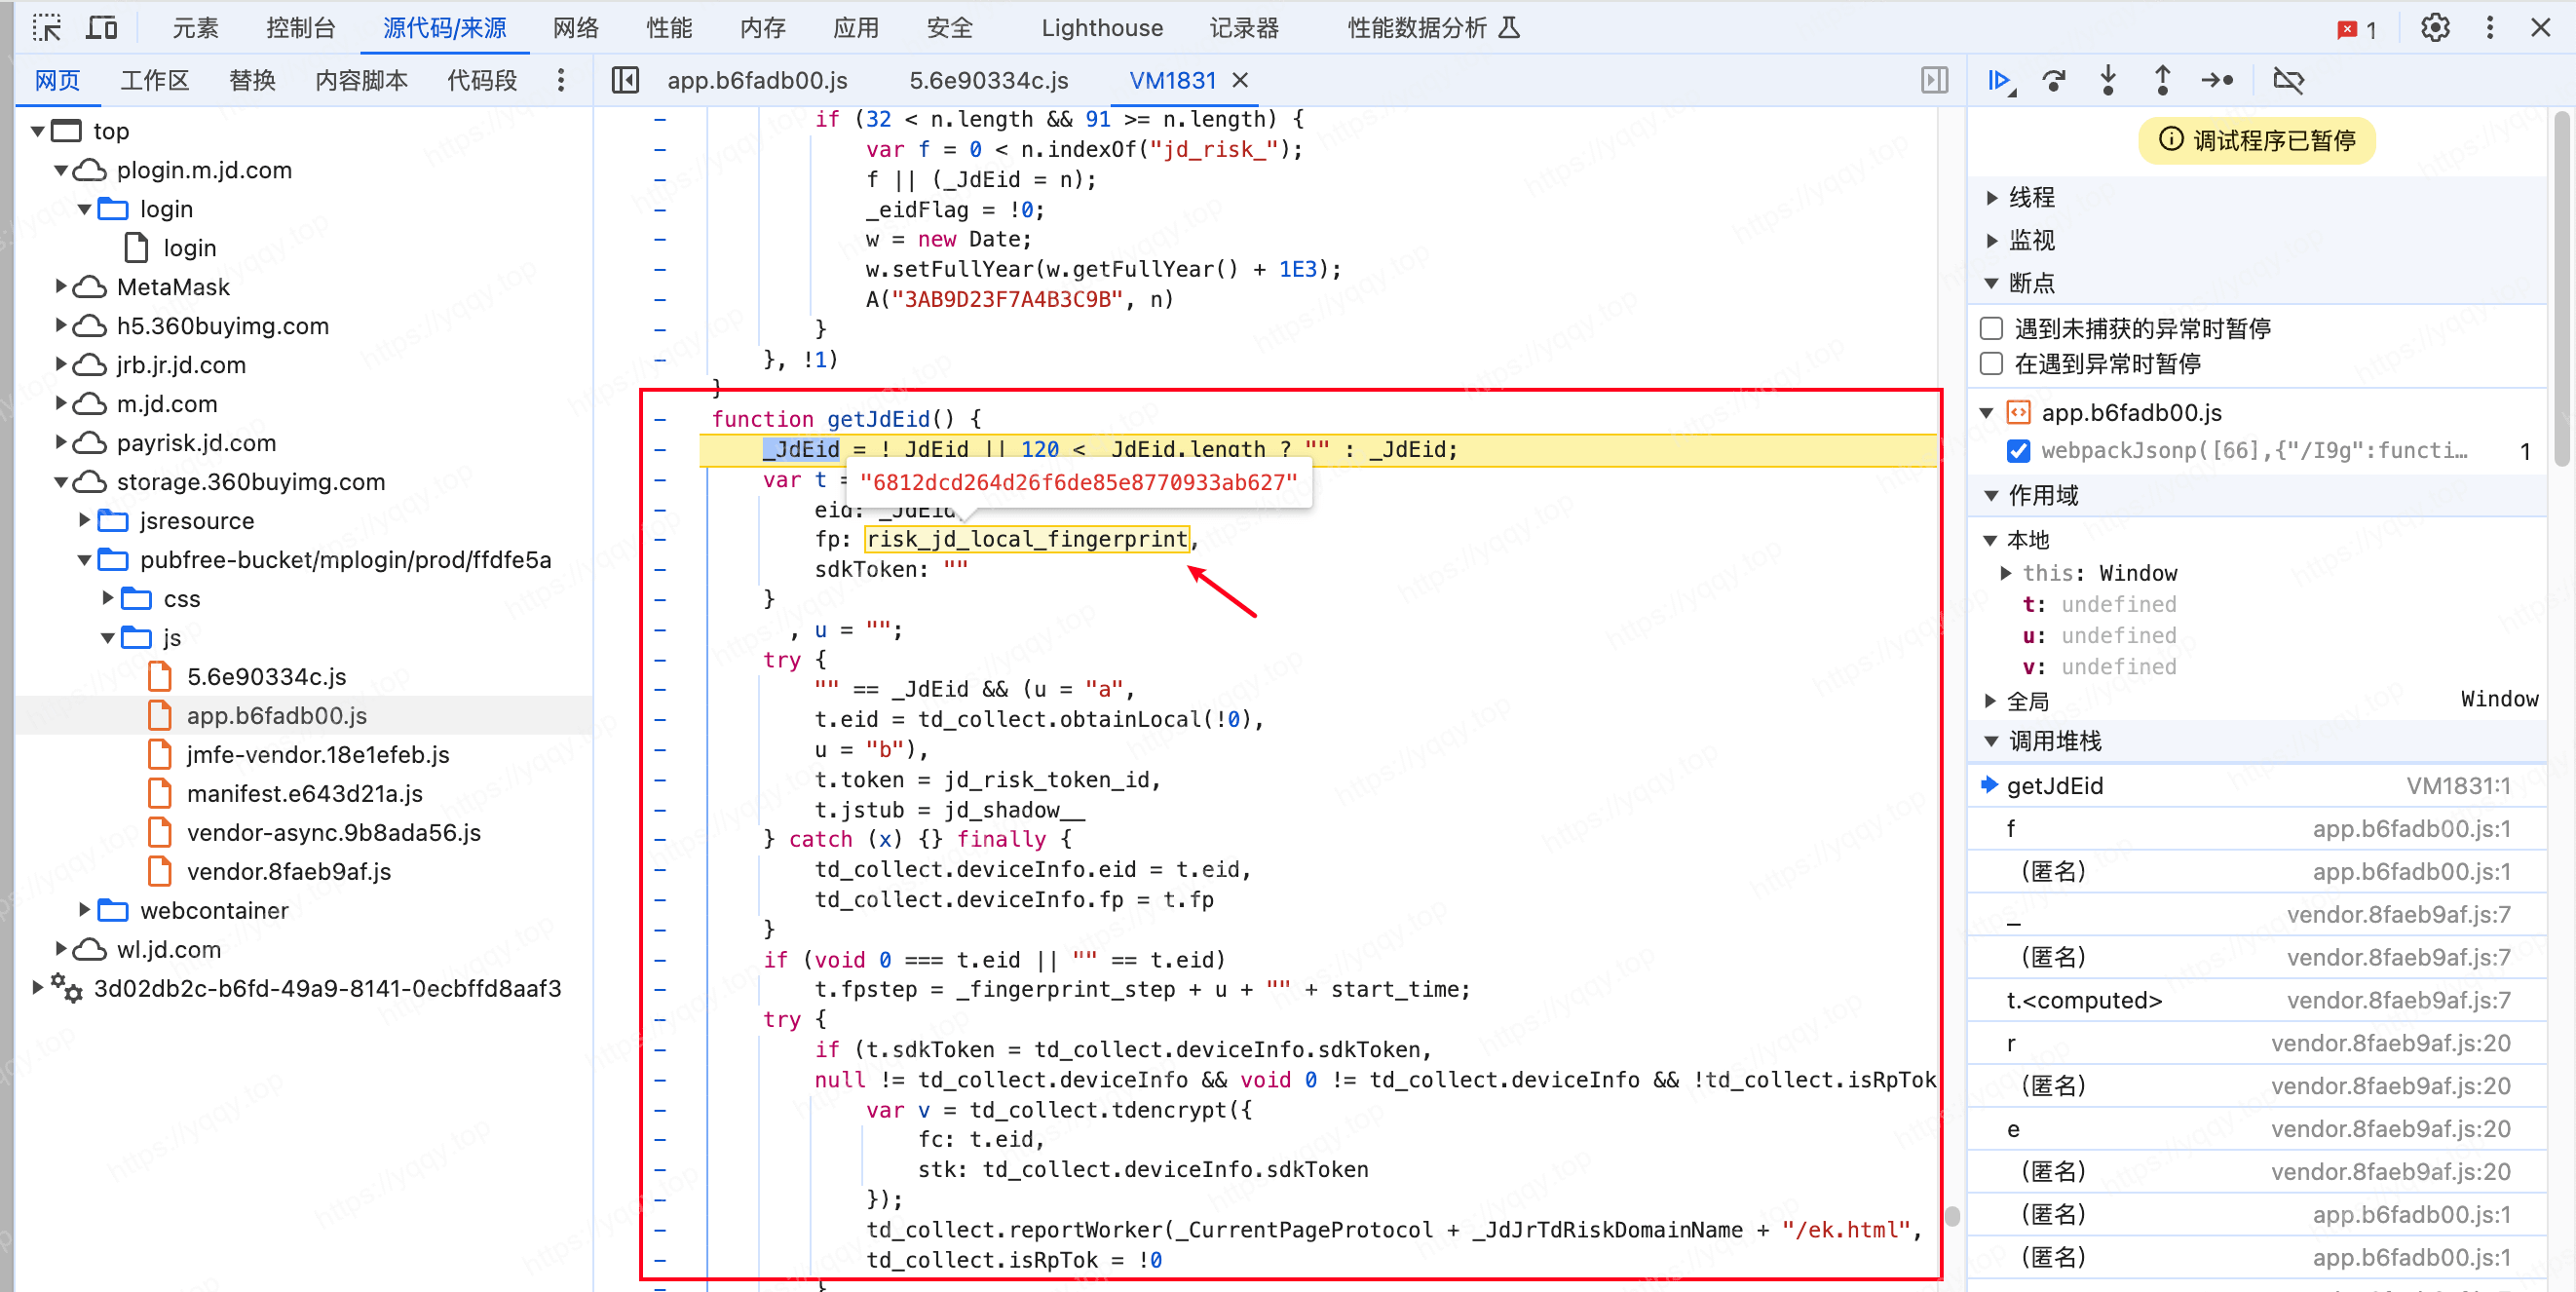 元素 控制台 源代码/来源 网络 性能 内存 应用 安全 Lighthouse 记录器 性能数据分析 1
网页 工作区 替换 内容脚本 代码段 app.b6fadb00.js 5.6e90334c.js VM1831
top
plogin.m.jd.com
login
login
MetaMask
h5.360buyimg.com
jrb.jr.jd.com
m.jd.com
payrisk.jd.com
storage.360buyimg.com
jsresource
pubfree-bucket/mplogin/prod/ffdfe5a
css
js
5.6e90334c.js
app.b6fadb00.js
jmfe-vendor.18e1efeb.js
manifest.e643d21a.js
vendor-async.9b8ada56.js
vendor.8faeb9af.js
webcontainer
wl.jd.com
3d02db2c-b6fd-49a9-8141-0ecbffd8aaf3
if (32 < n.length && 91 >= n.length) {
var f = 0 < n.indexOf("jd_risk_");
f || (_JdEid = n);
_eidFlag = !0;
w = new Date;
w.setFullYear(w.getFullYear() + 1E3);
A("3AB9D23F7A4B3C9B", n)
}
}, !1)
}
function getJdEid() {
_JdEid = !_JdEid || 120 < _JdEid.length ? "" : _JdEid;
var t =
"6812dcd264d26f6de85e8770933ab627"
eid: _JdEid,
fp: risk_jd_local_fingerprint,
sdkToken: ""
}
, u = "";
try {
"" == _JdEid && (u = "a",
t.eid = td_collect.obtainLocal(!0),
u = "b"),
t.token = jd_risk_token_id,
t.jstub = jd_shadow__
} catch (x) {} finally {
td_collect.deviceInfo.eid = t.eid,
td_collect.deviceInfo.fp = t.fp
}
if (void 0 === t.eid || "" == t.eid)
t.fpstep = _fingerprint_step + u + "" + start_time;
try {
if (t.sdkToken = td_collect.deviceInfo.sdkToken,
null != td_collect.deviceInfo && void 0 != td_collect.deviceInfo && !td_collect.isRpTok
var v = td_collect.tdencrypt({
fc: t.eid,
stk: td_collect.deviceInfo.sdkToken
});
td_collect.reportWorker(_CurrentPageProtocol + _JdJrTdRiskDomainName + "/ek.html",
td_collect.isRpTok = !0
调试程序已暂停
线程
监视
断点
遇到未捕获的异常时暂停
在遇到异常时暂停
app.b6fadb00.js
webpackJsonp([66],{"/I9g":functi… 1
作用域
本地
this: Window
t: undefined
u: undefined
v: undefined
全局 Window
调用堆栈
getJdEid VM1831:1
f app.b6fadb00.js:1
（匿名） app.b6fadb00.js:1
_ vendor.8faeb9af.js:7
（匿名） vendor.8faeb9af.js:7
t.<computed> vendor.8faeb9af.js:7
r vendor.8faeb9af.js:20
（匿名） vendor.8faeb9af.js:20
e vendor.8faeb9af.js:20
（匿名） vendor.8faeb9af.js:20
（匿名） app.b6fadb00.js:1
（匿名） app.b6fadb00.js:1
https://yqqy.top